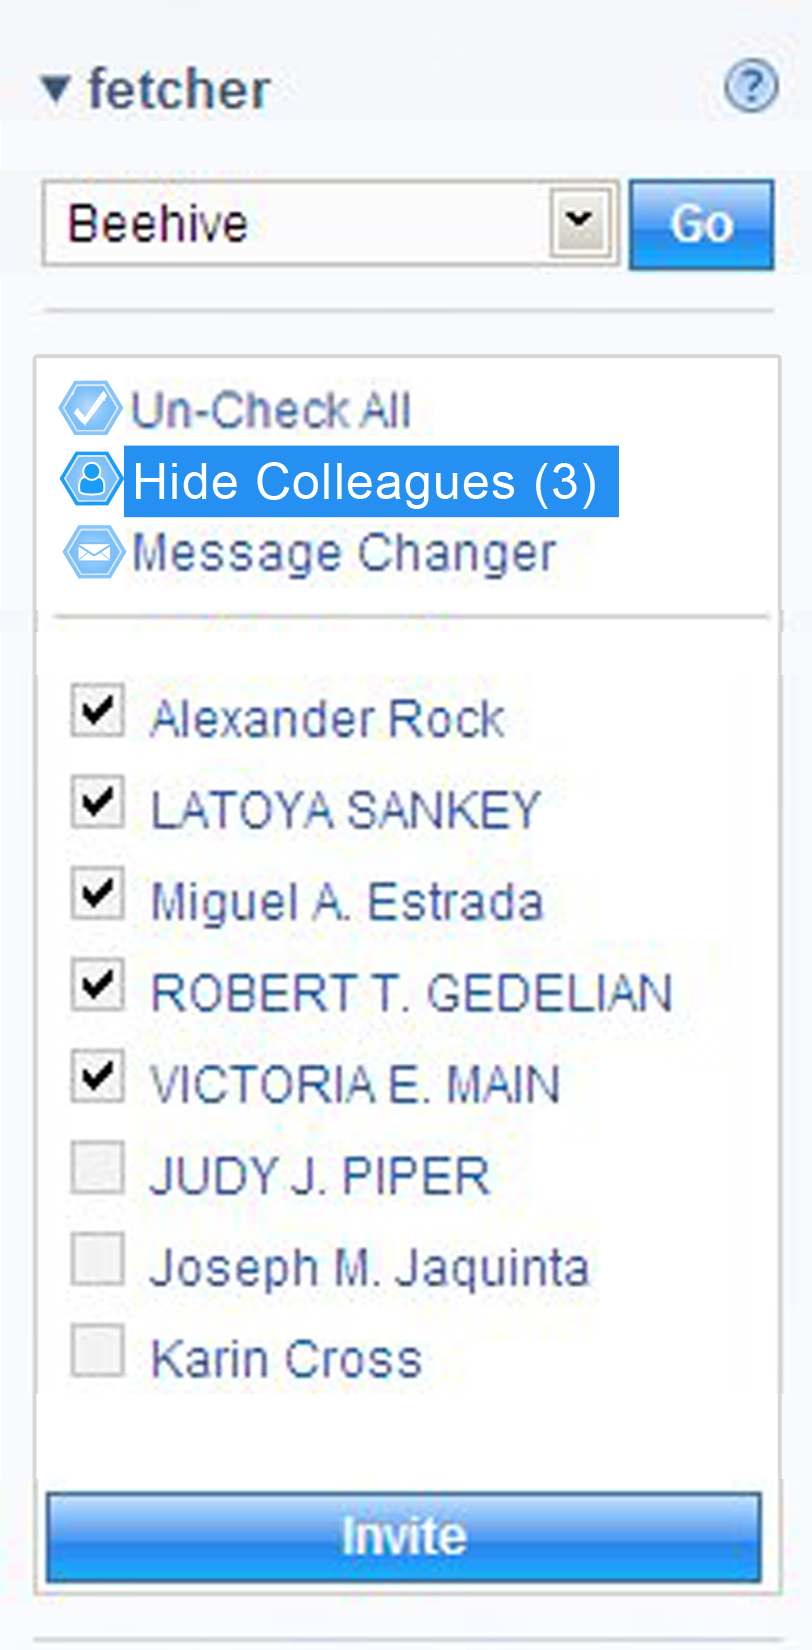 fetcher
?
Beehive
Go
Un-Check All
Hide Colleagues (3)
Message Changer
Alexander Rock
LATOYA SANKEY
Miguel A. Estrada
ROBERT T. GEDELIAN
VICTORIA E. MAIN
JUDY J. PIPER
Joseph M. Jaquinta
Karin Cross
Invite